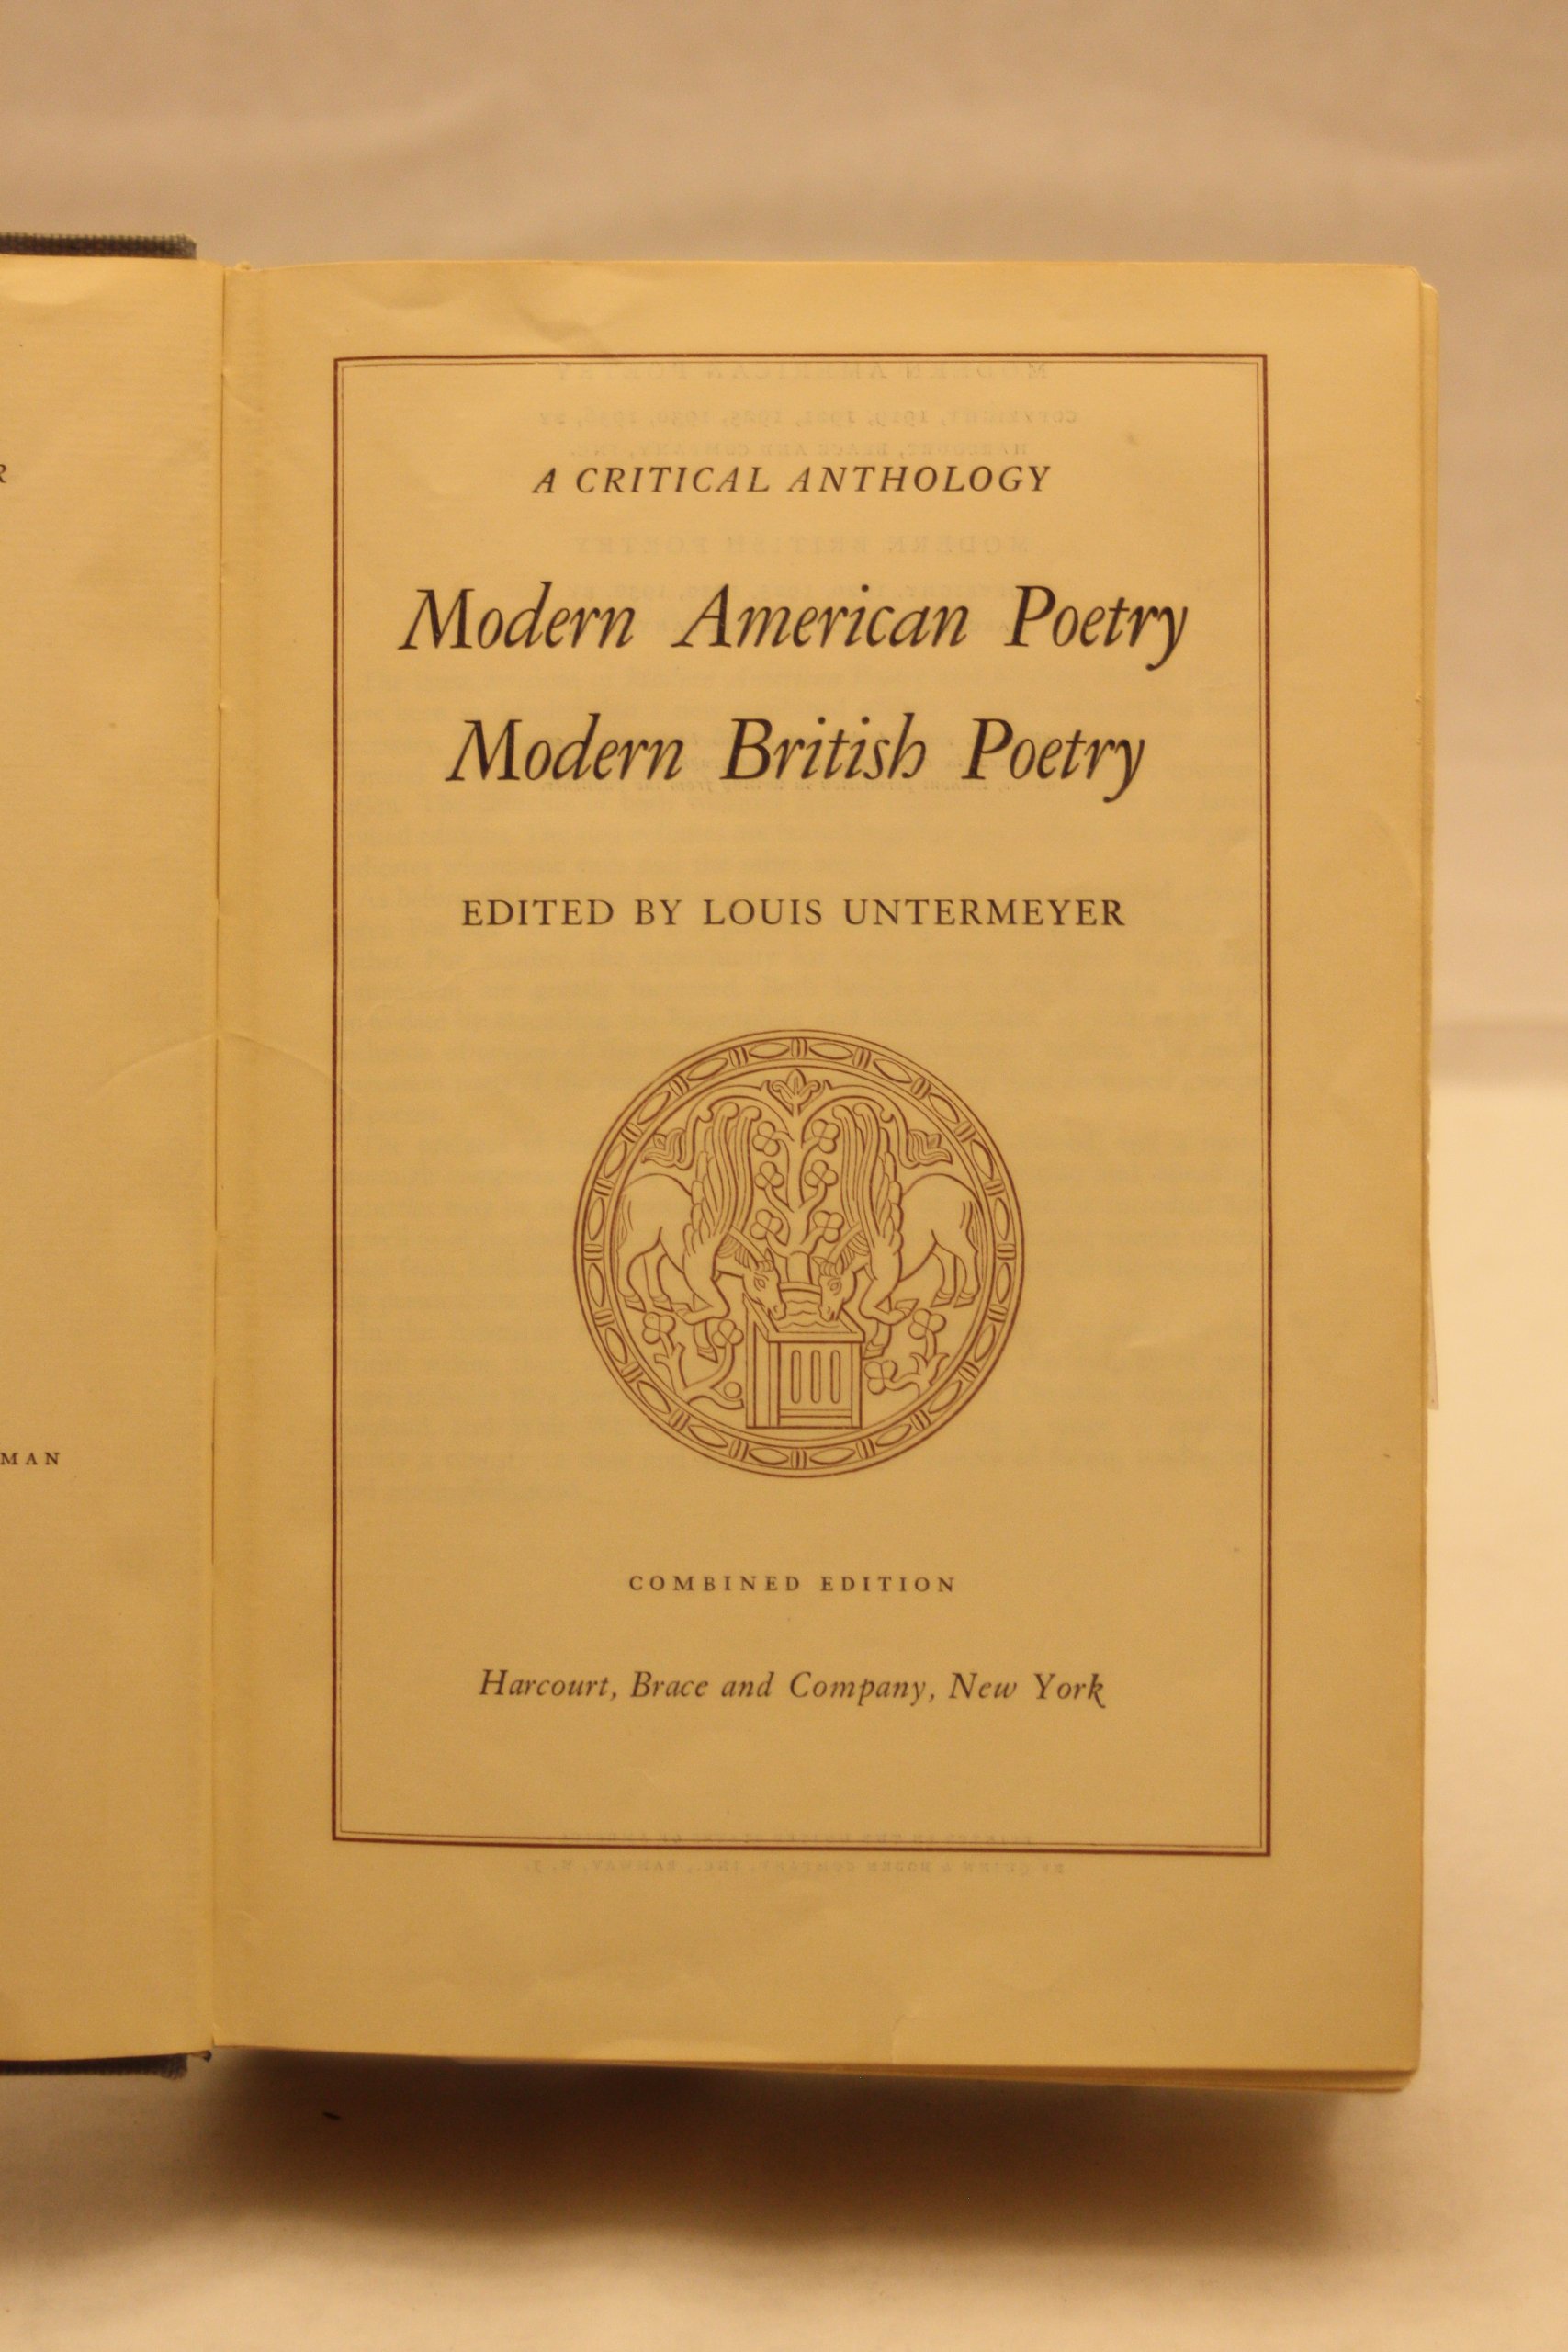 R
MAN
A CRITICAL ANTHOLOGY
Modern American Poetry
Modern British Poetry
EDITED BY LOUIS UNTERMEYER
COMBINED EDITION
Harcourt, Brace and Company, New York